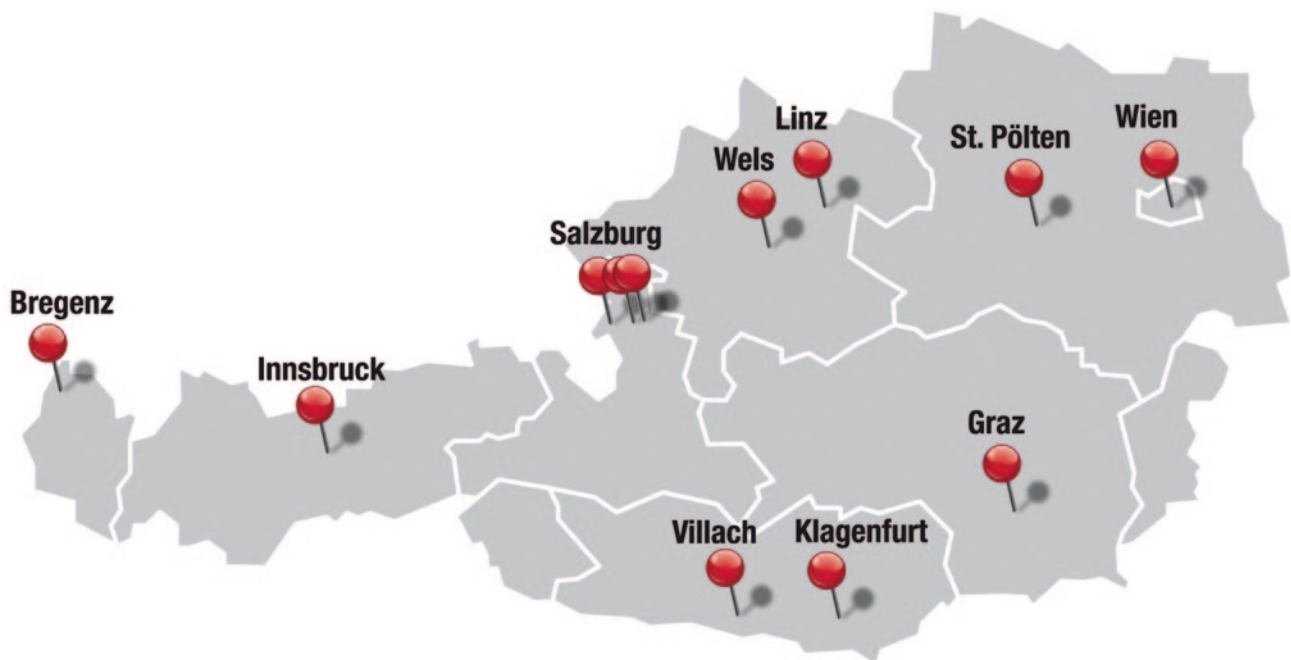 Linz
Wien
St. Pölten
Wels
Salzburg
Bregenz
Innsbruck
Graz
Villach
Klagenfurt